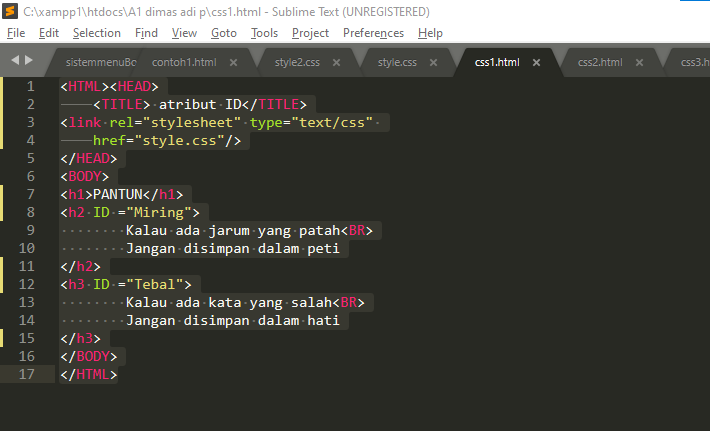 C:\xampp1\htdocs\A1 dimas adi p\css1.html - Sublime Text (UNREGISTERED)
File Edit Selection Find View Goto Tools Project Preferences Help
sistemmenuBo contoh1.html style2.css style.css css1.html css2.html css3.h
1 <HTML><HEAD>
2 <TITLE> atribut ID</TITLE>
3 <link rel="stylesheet" type="text/css"
4 href="style.css"/>
5 </HEAD>
6 <BODY>
7 <h1>PANTUN</h1>
8 <h2 ID ="Miring">
9 Kalau ada jarum yang patah<BR>
10 Jangan disimpan dalam peti
11 </h2>
12 <h3 ID ="Tebal">
13 Kalau ada kata yang salah<BR>
14 Jangan disimpan dalam hati
15 </h3>
16 </BODY>
17 </HTML>